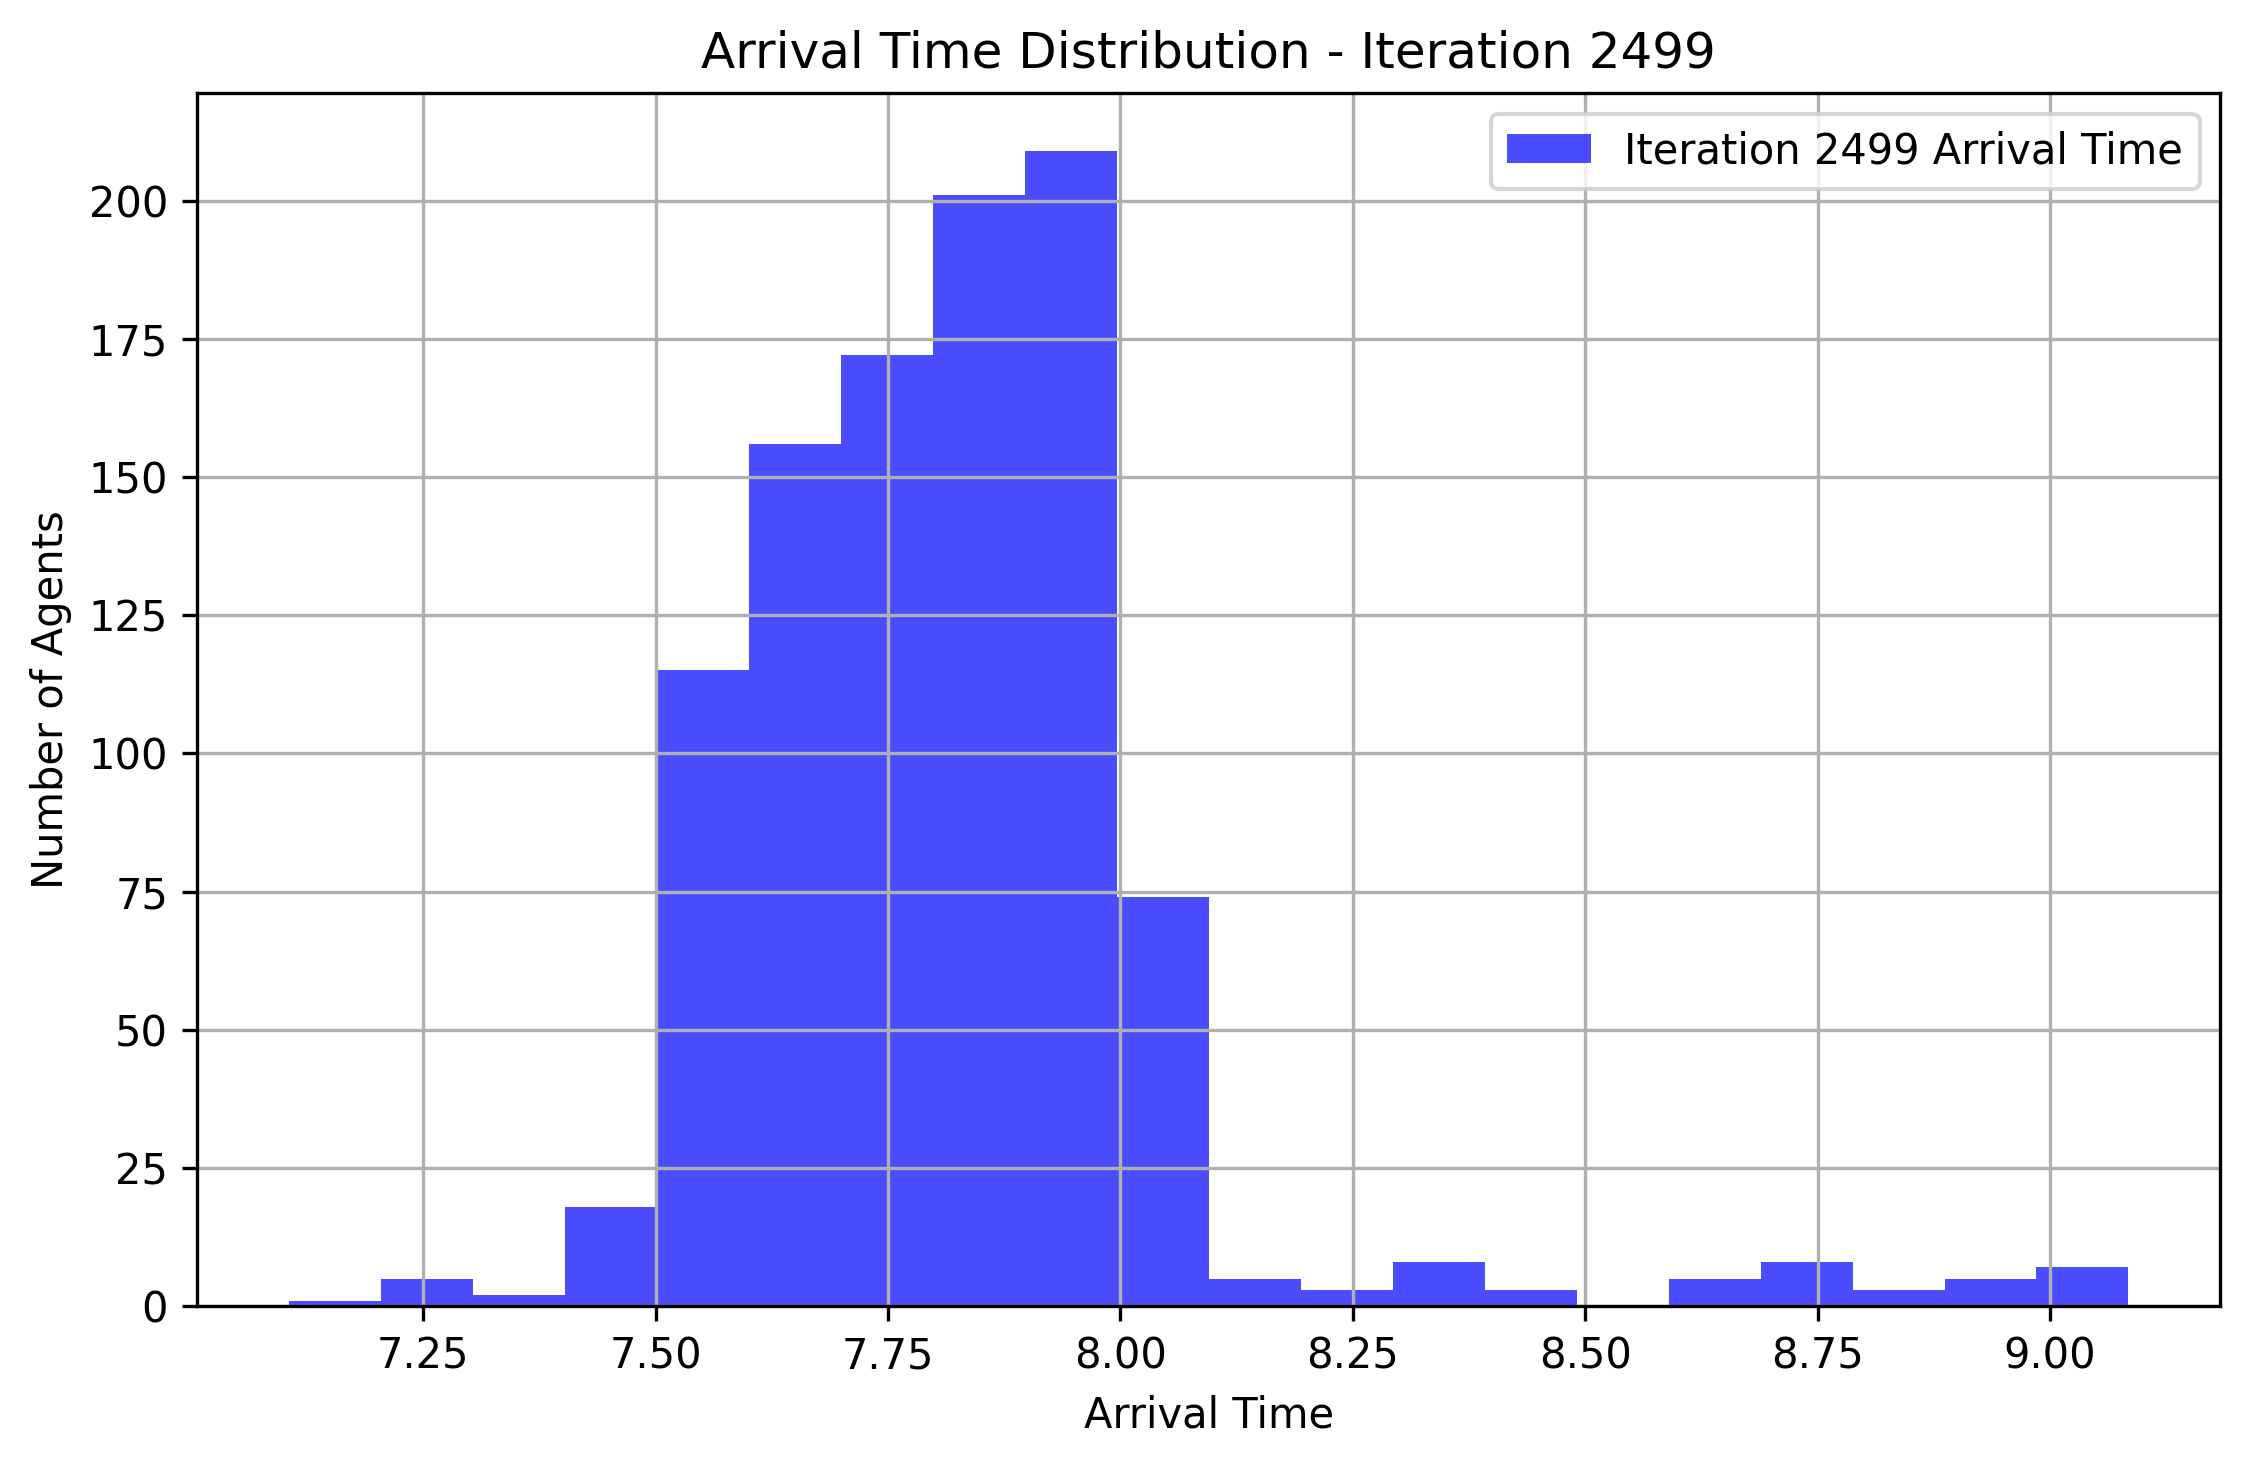 Arrival Time Distribution - Iteration 2499
Iteration 2499 Arrival Time
Number of Agents
200
175
150
125
100
75
50
25
0
7.25 7.50 7.75 8.00 8.25 8.50 8.75 9.00
Arrival Time